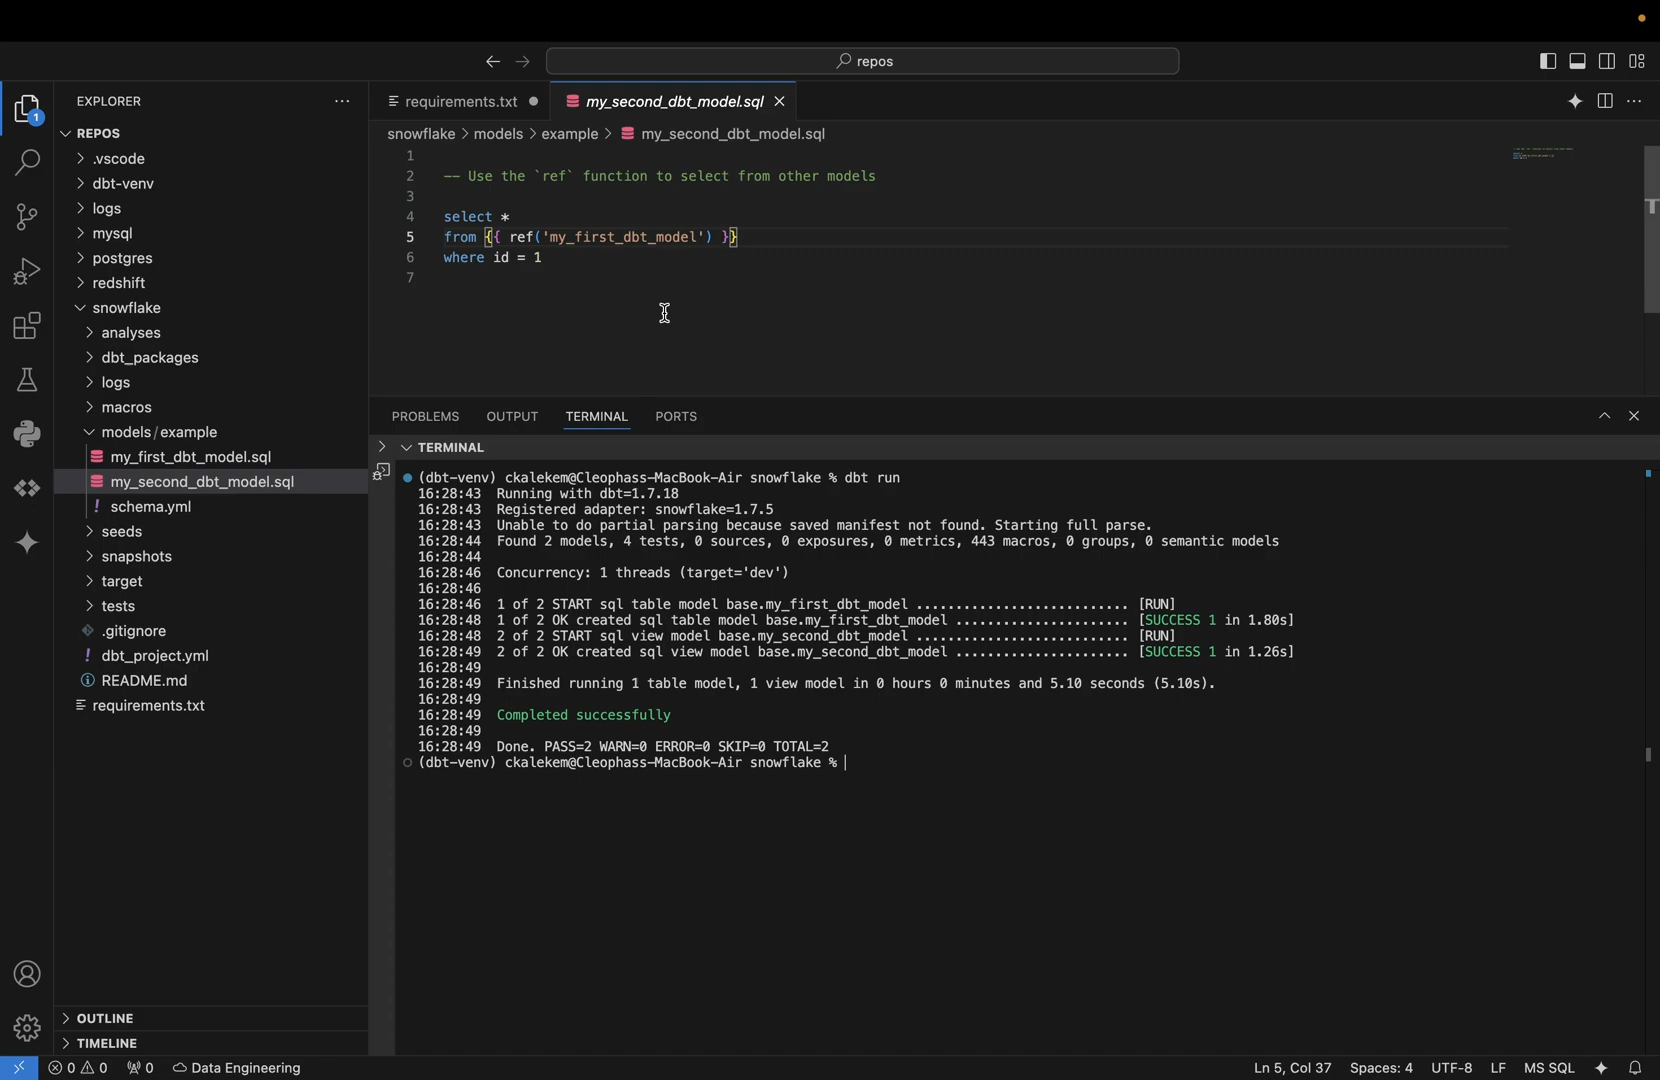 repos
EXPLORER
1
REPOS
.vscode
dbt-venv
logs
mysql
postgres
redshift
snowflake
analyses
dbt_packages
logs
macros
models/example
my_first_dbt_model.sql
my_second_dbt_model.sql
! schema.yml
seeds
snapshots
target
tests
.gitignore
! dbt_project.yml
README.md
requirements.txt
OUTLINE
TIMELINE
requirements.txt
my_second_dbt_model.sql
snowflake > models > example > my_second_dbt_model.sql
1
2 -- Use the `ref` function to select from other models
3
4 select *
5 from {{ ref('my_first_dbt_model') }}
6 where id = 1
7
PROBLEMS OUTPUT TERMINAL PORTS
TERMINAL
(dbt-venv) ckalekem@Cleophass-MacBook-Air snowflake % dbt run
16:28:43 Running with dbt=1.7.18
16:28:43 Registered adapter: snowflake=1.7.5
16:28:43 Unable to do partial parsing because saved manifest not found. Starting full parse.
16:28:44 Found 2 models, 4 tests, 0 sources, 0 exposures, 0 metrics, 443 macros, 0 groups, 0 semantic models
16:28:44
16:28:46 Concurrency: 1 threads (target='dev')
16:28:46
16:28:46 1 of 2 START sql table model base.my_first_dbt_model ........................... [RUN]
16:28:48 1 of 2 OK created sql table model base.my_first_dbt_model ...................... [SUCCESS 1 in 1.80s]
16:28:48 2 of 2 START sql view model base.my_second_dbt_model ........................... [RUN]
16:28:49 2 of 2 OK created sql view model base.my_second_dbt_model ...................... [SUCCESS 1 in 1.26s]
16:28:49
16:28:49 Finished running 1 table model, 1 view model in 0 hours 0 minutes and 5.10 seconds (5.10s).
16:28:49
16:28:49 Completed successfully
16:28:49
16:28:49 Done. PASS=2 WARN=0 ERROR=0 SKIP=0 TOTAL=2
(dbt-venv) ckalekem@Cleophass-MacBook-Air snowflake %
0 0 0 Data Engineering Ln 5, Col 37 Spaces: 4 UTF-8 LF MS SQL